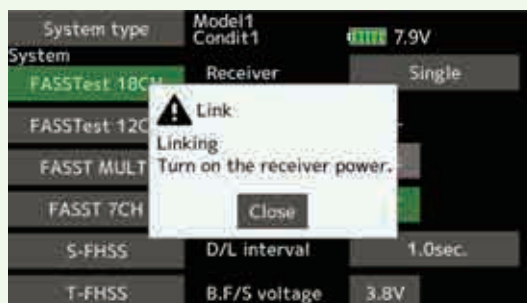 System type
Model1
Condit1
7.9V
System
FASSTest 18CH
Receiver
Single
Link
FASSTest 12C
Linking
FASST MULT
Turn on the receiver power.
FASST 7CH
Close
S-FHSS
D/L interval
1.0sec.
T-FHSS
B.F/S voltage
3.8V